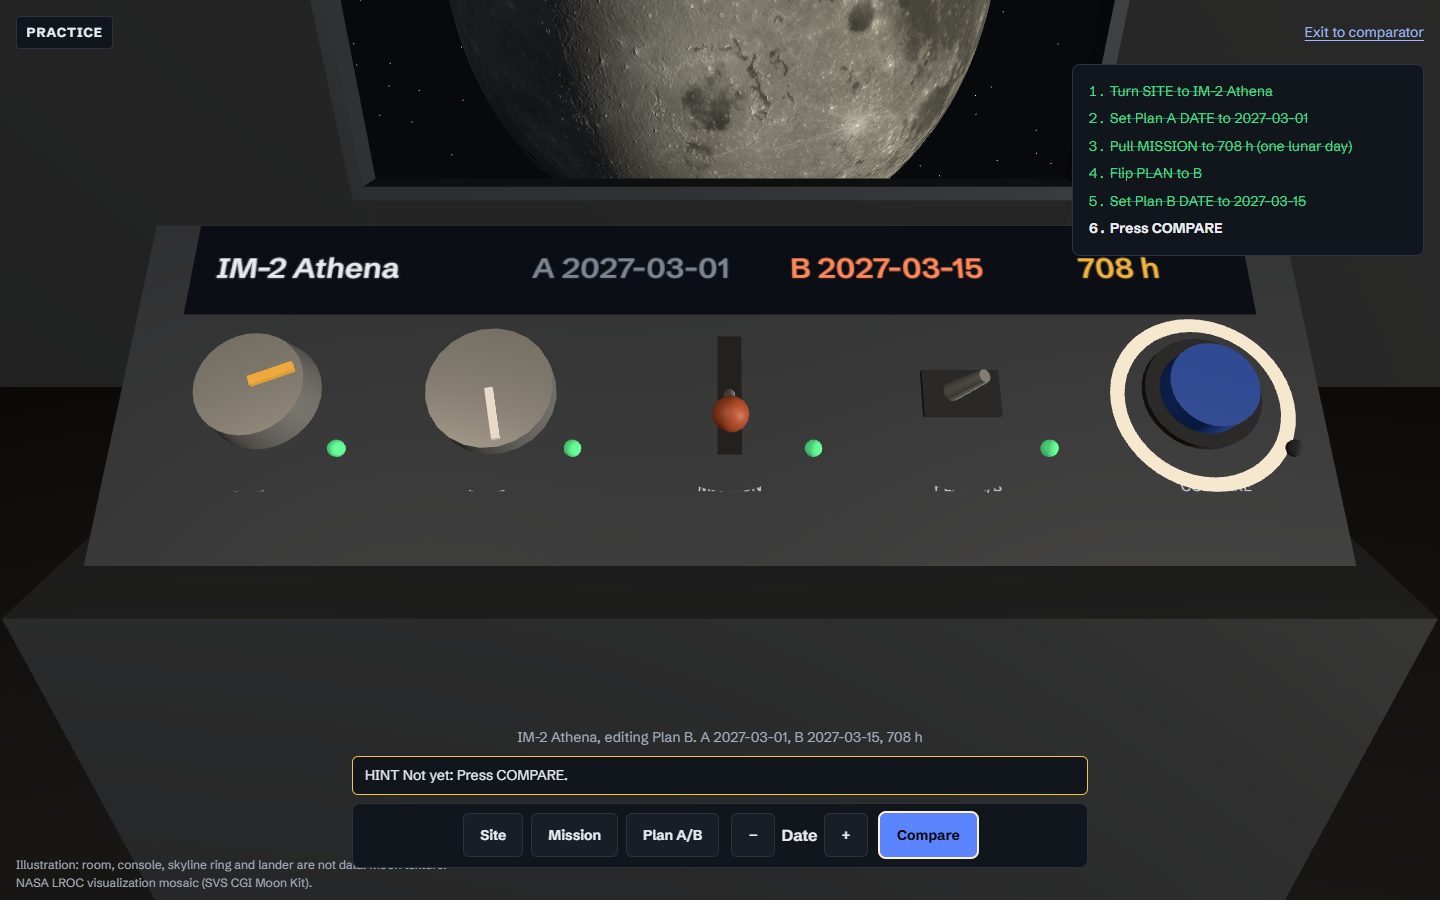 PRACTICE
Exit to comparator
1. Turn SITE to IM-2 Athena
2. Set Plan A DATE to 2027-03-01
3. Pull MISSION to 708 h (one lunar day)
4. Flip PLAN to B
5. Set Plan B DATE to 2027-03-15
6. Press COMPARE
IM-2 Athena A 2027-03-01 B 2027-03-15 708 h
IM-2 Athena, editing Plan B. A 2027-03-01, B 2027-03-15, 708 h
HINT Not yet: Press COMPARE.
Site Mission Plan A/B − Date + Compare
Illustration: room, console, skyline ring and lander are not data.
NASA LROC visualization mosaic (SVS CGI Moon Kit).